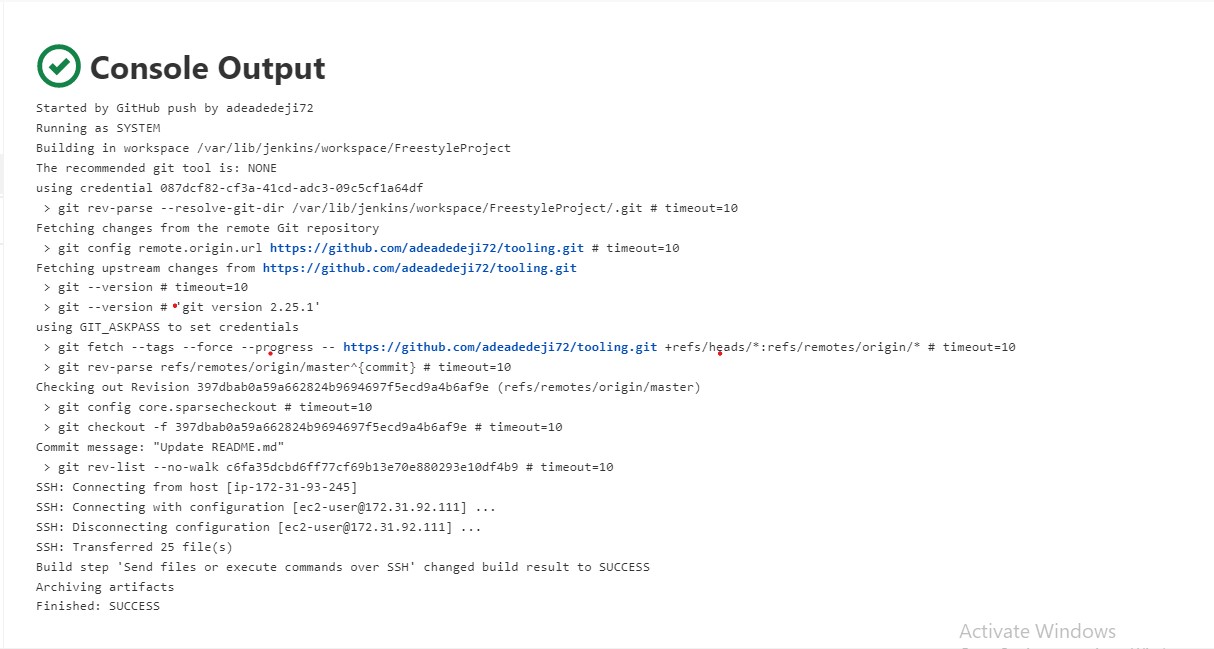 Console Output
Started by GitHub push by adeadedeji72
Running as SYSTEM
Building in workspace /var/lib/jenkins/workspace/FreestyleProject
The recommended git tool is: NONE
using credential 087dcf82-cf3a-41cd-adc3-09c5cf1a64df
> git rev-parse --resolve-git-dir /var/lib/jenkins/workspace/FreestyleProject/.git # timeout=10
Fetching changes from the remote Git repository
> git config remote.origin.url https://github.com/adeadedeji72/tooling.git # timeout=10
Fetching upstream changes from https://github.com/adeadedeji72/tooling.git
> git --version # timeout=10
> git --version # 'git version 2.25.1'
using GIT_ASKPASS to set credentials
> git fetch --tags --force --progress -- https://github.com/adeadedeji72/tooling.git +refs/heads/*:refs/remotes/origin/* # timeout=10
> git rev-parse refs/remotes/origin/master^{commit} # timeout=10
Checking out Revision 397dbab0a59a662824b9694697f5ecd9a4b6af9e (refs/remotes/origin/master)
> git config core.sparsecheckout # timeout=10
> git checkout -f 397dbab0a59a662824b9694697f5ecd9a4b6af9e # timeout=10
Commit message: "Update README.md"
> git rev-list --no-walk c6fa35dcbd6ff77cf69b13e70e880293e10df4b9 # timeout=10
SSH: Connecting from host [ip-172-31-93-245]
SSH: Connecting with configuration [ec2-user@172.31.92.111] ...
SSH: Disconnecting configuration [ec2-user@172.31.92.111] ...
SSH: Transferred 25 file(s)
Build step 'Send files or execute commands over SSH' changed build result to SUCCESS
Archiving artifacts
Finished: SUCCESS
Activate Windows